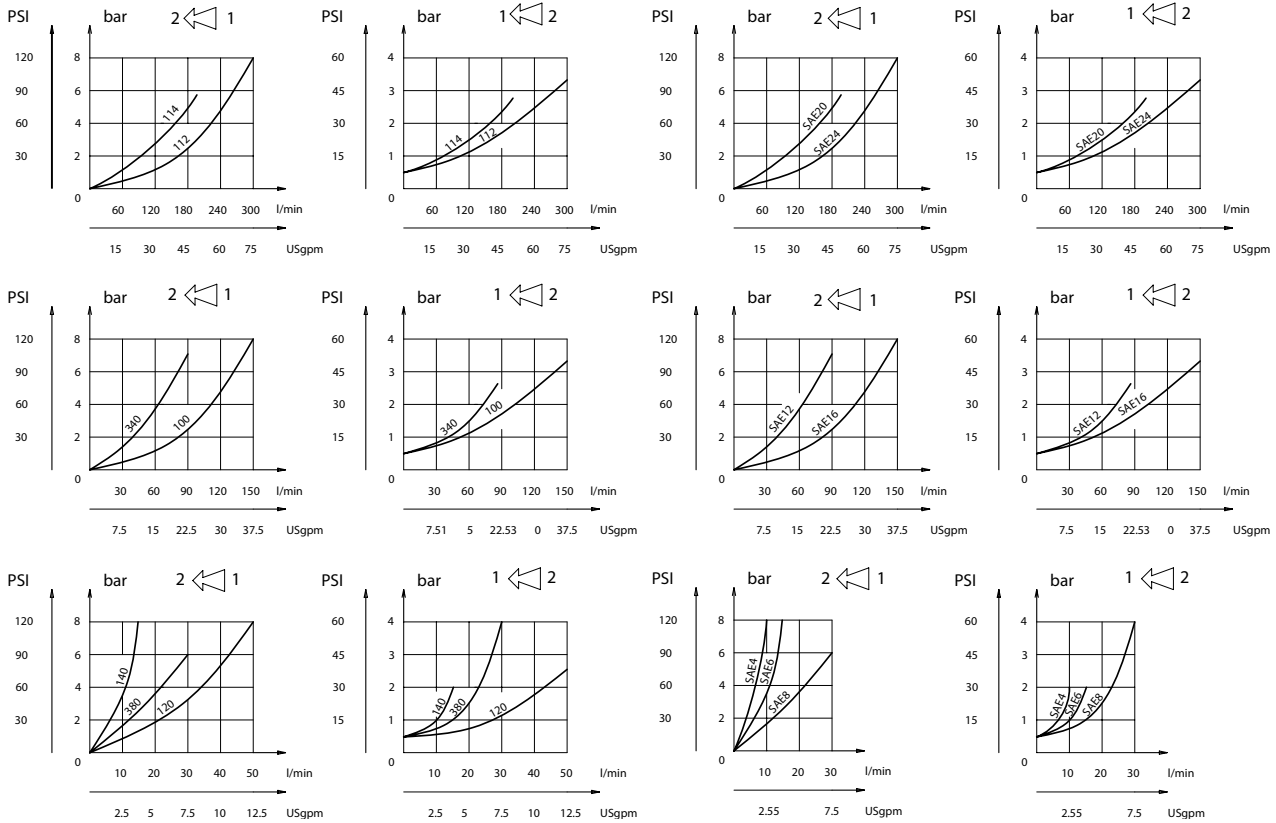 PSI bar 2 1 PSI bar 1 2 PSI bar 2 1 PSI bar 1 2
120 8 60 4 120 8 60 4
90 6 45 3 90 6 45 3
114 114 112 SAE20 SAE20 SAE24
60 4 30 2 60 4 30 2
112 SAE24
30 2 15 1 30 2 15 1
0 0 0 0
60 120 180 240 300 l/min 60 120 180 240 300 l/min 60 120 180 240 300 l/min 60 120 180 240 300 l/min
15 30 45 60 75 USgpm 15 30 45 60 75 USgpm 15 30 45 60 75 USgpm 15 30 45 60 75 USgpm
PSI bar 2 1 PSI bar 1 2 PSI bar 2 1 PSI bar 1 2
120 8 60 4 120 8 60 4
90 6 45 3 90 6 45 3
60 4 30 2 60 4 30 2
340 100 340 100 SAE12 SAE16 SAE12 SAE16
30 2 15 1 30 2 15 1
0 0 0 0
30 60 90 120 150 l/min 30 60 90 120 150 l/min 30 60 90 120 150 l/min 30 60 90 120 150 l/min
7.5 15 22.5 30 37.5 USgpm 7.51 5 22.53 0 37.5 USgpm 7.5 15 22.5 30 37.5 USgpm 7.5 15 22.53 0 37.5 USgpm
PSI bar 2 1 PSI bar 1 2 PSI bar 2 1 PSI bar 1 2
120 8 60 4 120 8 60 4
90 6 45 3 90 6 45 3
60 4 30 2 60 4 30 2
140 380 120 140 380 120 SAE4 SAE6 SAE8 SAE4 SAE6 SAE8
30 2 15 1 30 2 15 1
0 0 0 0
10 20 30 40 50 l/min 10 20 30 40 50 l/min 10 20 30 l/min 10 20 30 l/min
2.5 5 7.5 10 12.5 USgpm 2.5 5 7.5 10 12.5 USgpm 2.55 7.5 USgpm 2.55 7.5 USgpm